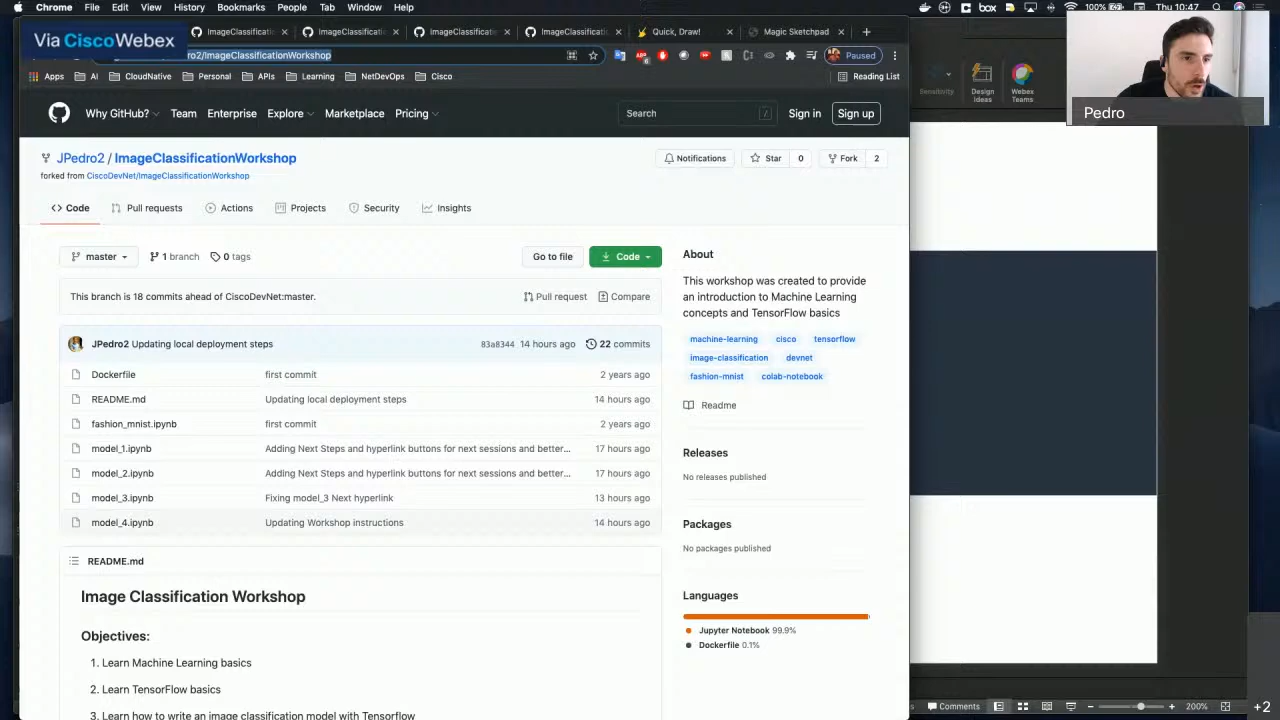 Chrome File Edit View History Bookmarks People Tab Window Help
box 100% Thu 10:47
Via CiscoWebex
ImageClassificati ImageClassificati ImageClassificati ImageClassificati Quick, Draw! Magic Sketchpad
ro2/ImageClassificationWorkshop
Paused
Apps AI CloudNative Personal APIs Learning NetDevOps Cisco Reading List
Sensitivity
Design Ideas
Webex Teams
Pedro
Why GitHub? Team Enterprise Explore Marketplace Pricing Search / Sign in Sign up
JPedro2 / ImageClassificationWorkshop
Notifications Star 0 Fork 2
forked from CiscoDevNet/ImageClassificationWorkshop
Code Pull requests Actions Projects Security Insights
master 1 branch 0 tags Go to file Code
This branch is 18 commits ahead of CiscoDevNet:master. Pull request Compare
JPedro2 Updating local deployment steps 83a8344 14 hours ago 22 commits
Dockerfile first commit 2 years ago
README.md Updating local deployment steps 14 hours ago
fashion_mnist.ipynb first commit 2 years ago
model_1.ipynb Adding Next Steps and hyperlink buttons for next sessions and better... 17 hours ago
model_2.ipynb Adding Next Steps and hyperlink buttons for next sessions and better... 17 hours ago
model_3.ipynb Fixing model_3 Next hyperlink 13 hours ago
model_4.ipynb Updating Workshop instructions 14 hours ago
README.md
Image Classification Workshop
Objectives:
1. Learn Machine Learning basics
2. Learn TensorFlow basics
3. Learn how to write an image classification model with Tensorflow
About
This workshop was created to provide
an introduction to Machine Learning
concepts and TensorFlow basics
machine-learning cisco tensorflow
image-classification devnet
fashion-mnist colab-notebook
Readme
Releases
No releases published
Packages
No packages published
Languages
Jupyter Notebook 99.9%
Dockerfile 0.1%
Comments 200%
+2